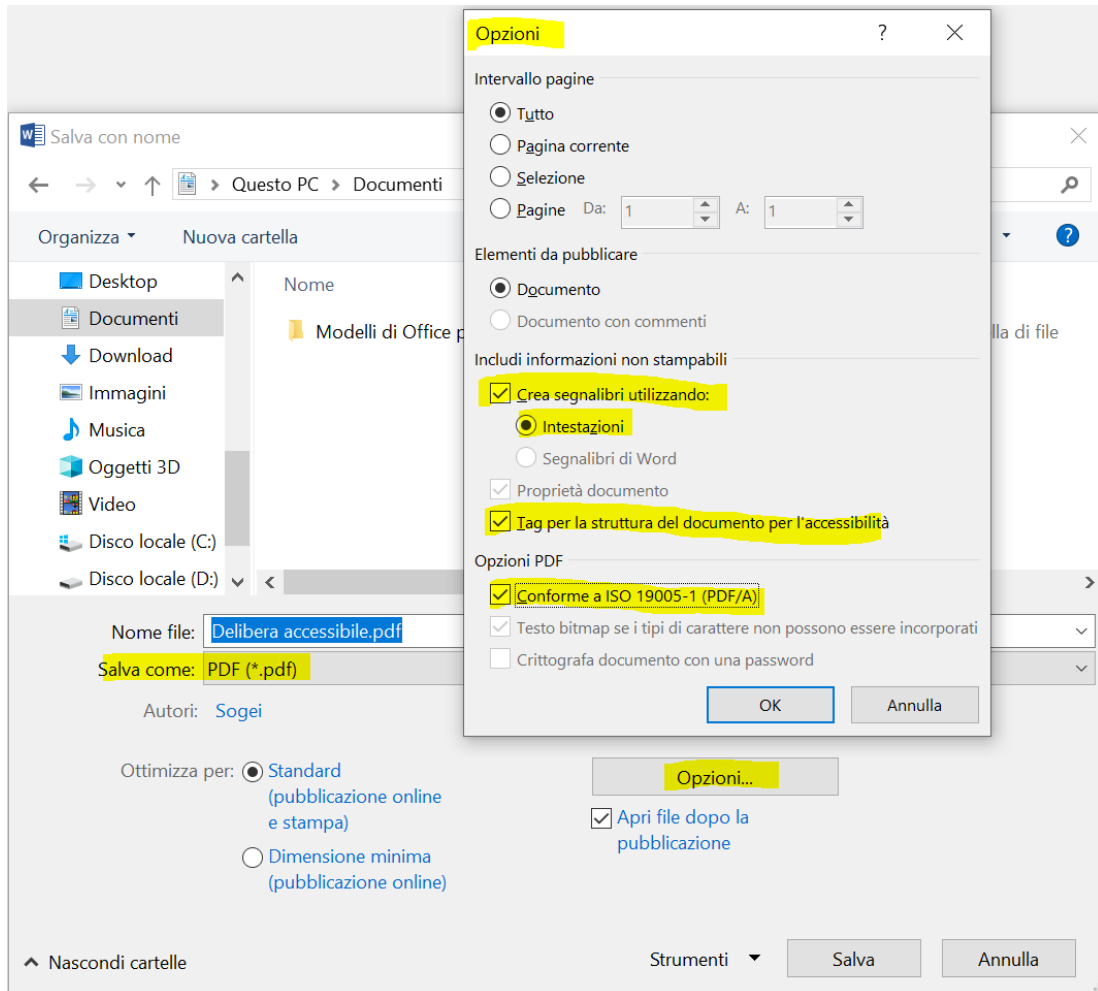 Opzioni
?
Intervallo pagine
Tutto
Pagina corrente
Selezione
Pagine Da: 1 A: 1
Elementi da pubblicare
Documento
Documento con commenti
Includi informazioni non stampabili
Crea segnalibri utilizzando:
Intestazioni
Segnalibri di Word
Proprietà documento
Tag per la struttura del documento per l'accessibilità
Opzioni PDF
Conforme a ISO 19005-1 (PDF/A)
Testo bitmap se i tipi di carattere non possono essere incorporati
Crittografa documento con una password
OK Annulla
Salva con nome
Questo PC > Documenti
Organizza Nuova cartella ?
Nome
Desktop
Documenti
Download
Immagini
Musica
Oggetti 3D
Video
Disco locale (C:)
Disco locale (D:)
Modelli di Office p lla di file
Nome file: Delibera accessibile.pdf
Salva come: PDF (*.pdf)
Autori: Sogei
Ottimizza per: Standard
(pubblicazione online
e stampa)
Dimensione minima
(pubblicazione online)
Opzioni...
Apri file dopo la
pubblicazione
Nascondi cartelle
Strumenti Salva Annulla